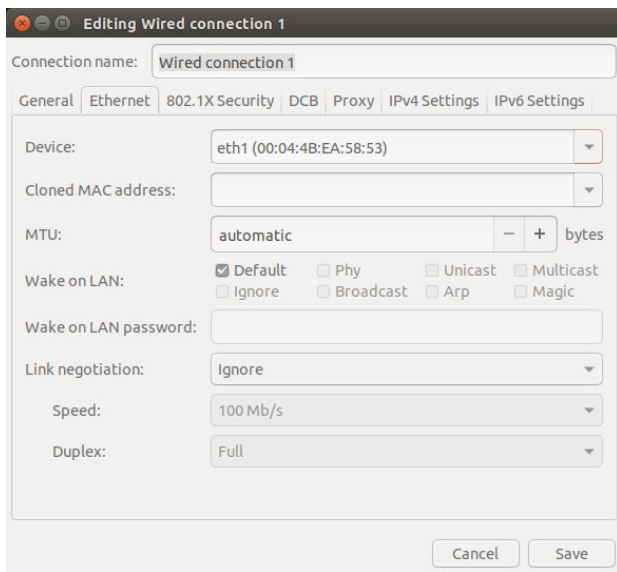 Editing Wired connection 1
Connection name: Wired connection 1
General Ethernet 802.1X Security DCB Proxy IPv4 Settings IPv6 Settings
Device: eth1 (00:04:4B:EA:58:53)
Cloned MAC address:
MTU: automatic − + bytes
Wake on LAN: Default Phy Unicast Multicast
Ignore Broadcast Arp Magic
Wake on LAN password:
Link negotiation: Ignore
Speed: 100 Mb/s
Duplex: Full
Cancel Save